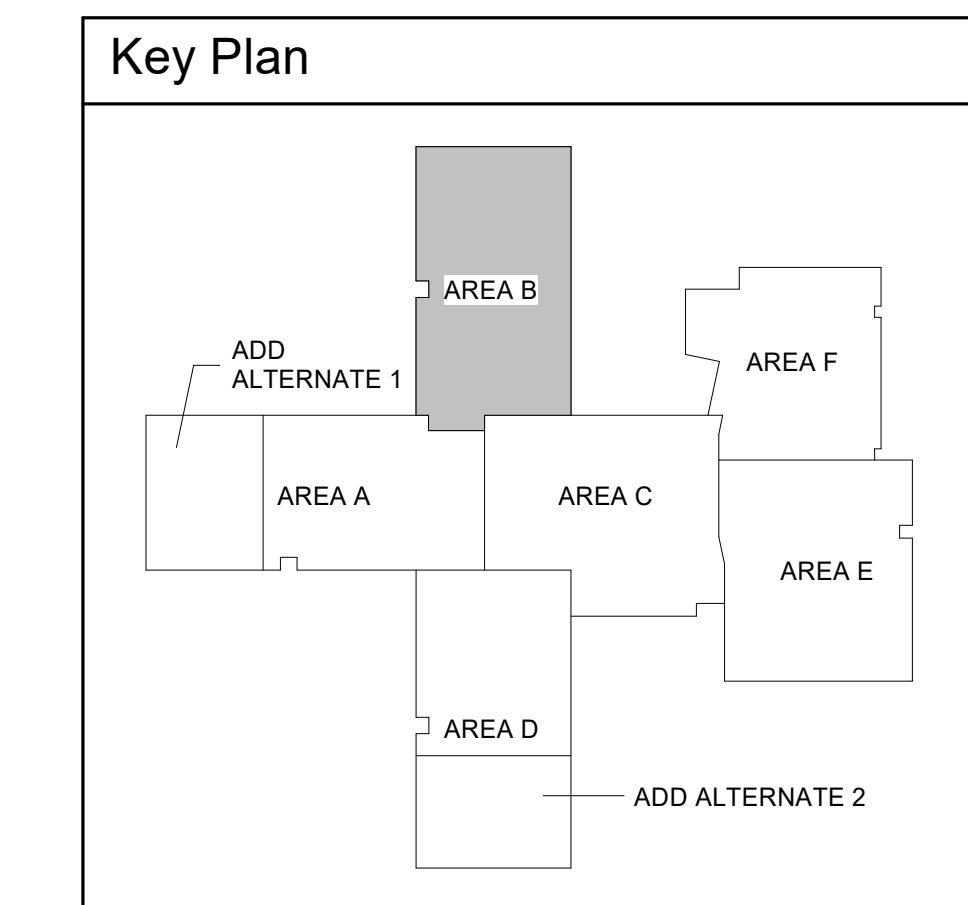 Key Plan
AREA B
ADD
ALTERNATE 1
AREA F
AREA A
AREA C
AREA E
AREA D
ADD ALTERNATE 2